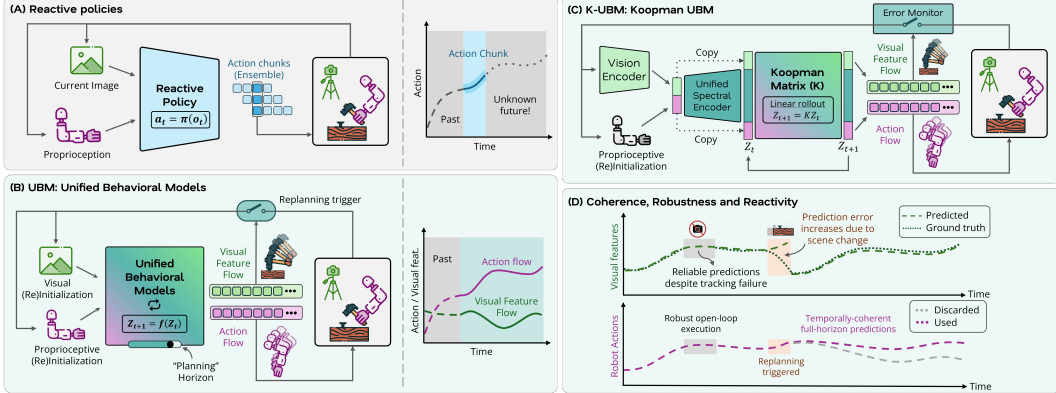 (A) Reactive policies
Current Image
Proprioception
Reactive
Policy
a_t = π(o_t)
Action chunks
(Ensemble)
Action
Action Chunk
Past
Unknown
future!
Time
(B) UBM: Unified Behavioral Models
Replanning trigger
Visual
(Re)Initialization
Proprioceptive
(Re)Initialization
Unified
Behavioral
Models
Z_{t+1} = f(Z_t)
"Planning"
Horizon
Visual
Feature
Flow
Action
Flow
Action / Visual feat.
Past
Action flow
Visual Feature
Flow
Time
(C) K-UBM: Koopman UBM
Error Monitor
Vision
Encoder
Proprioceptive
(Re)Initialization
Copy
Unified
Spectral
Encoder
Copy
Koopman
Matrix (K)
Linear rollout
Z_{t+1} = KZ_t
Z_t
Z_{t+1}
Visual
Feature
Flow
Action
Flow
(D) Coherence, Robustness and Reactivity
Visual features
Prediction error
increases due to
scene change
Predicted
Ground truth
Reliable predictions
despite tracking failure
Time
Robot Actions
Robust open-loop
execution
Temporally-coherent
full-horizon predictions
Discarded
Used
Replanning
triggered
Time